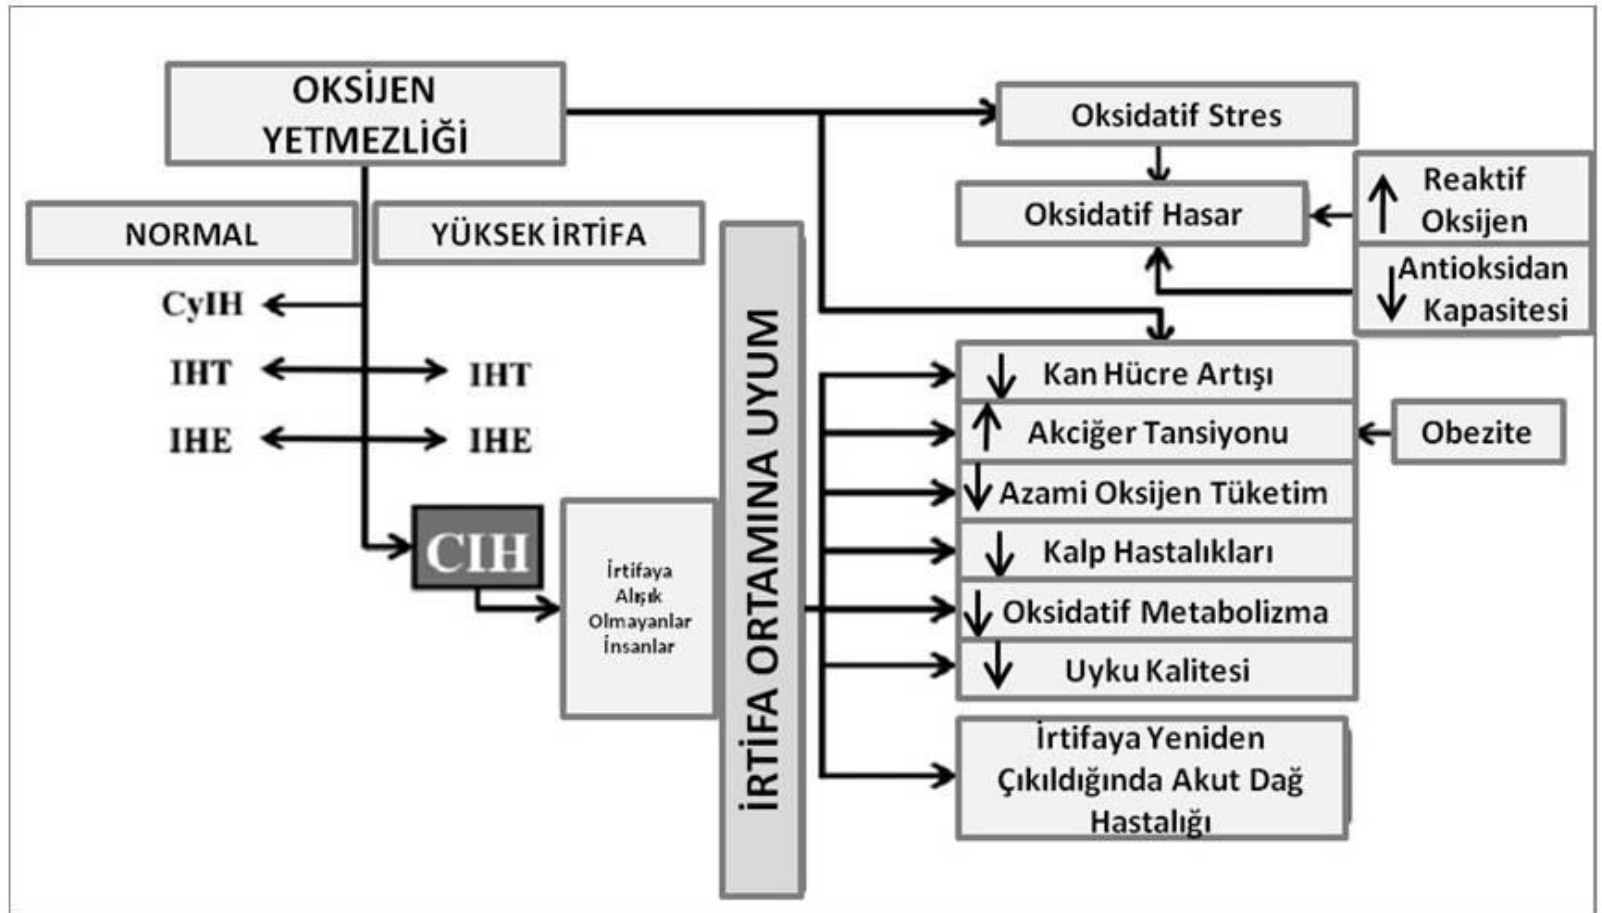 OKSİJEN
YETMEZLİĞİ
NORMAL
YÜKSEK İRTİFA
CyIH
IHT
IHT
IHE
IHE
CIH
İrtifaya
Alışık
Olmayanlar
İnsanlar
İRTİFA ORTAMINA UYUM
Oksidatif Stres
Oksidatif Hasar
Reaktif
Oksijen
Antioksidan
Kapasitesi
Kan Hücre Artışı
Akciğer Tansiyonu
Obezite
Azami Oksijen Tüketim
Kalp Hastalıkları
Oksidatif Metabolizma
Uyku Kalitesi
İrtifaya Yeniden
Çıkıldığında Akut Dağ
Hastalığı